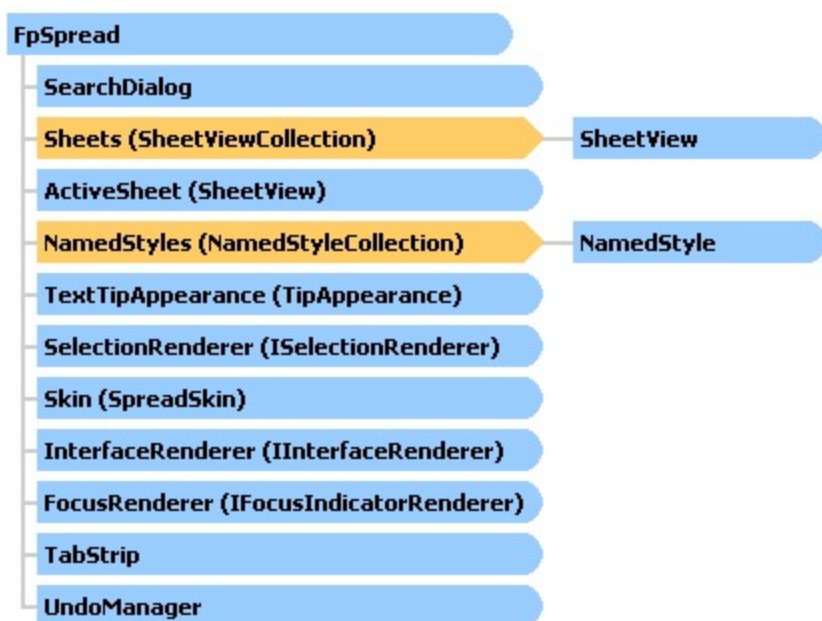 FpSpread
SearchDialog
Sheets (SheetViewCollection)
SheetView
ActiveSheet (SheetView)
NamedStyles (NamedStyleCollection)
NamedStyle
TextTipAppearance (TipAppearance)
SelectionRenderer (ISelectionRenderer)
Skin (SpreadSkin)
InterfaceRenderer (IInterfaceRenderer)
FocusRenderer (IFocusIndicatorRenderer)
TabStrip
UndoManager